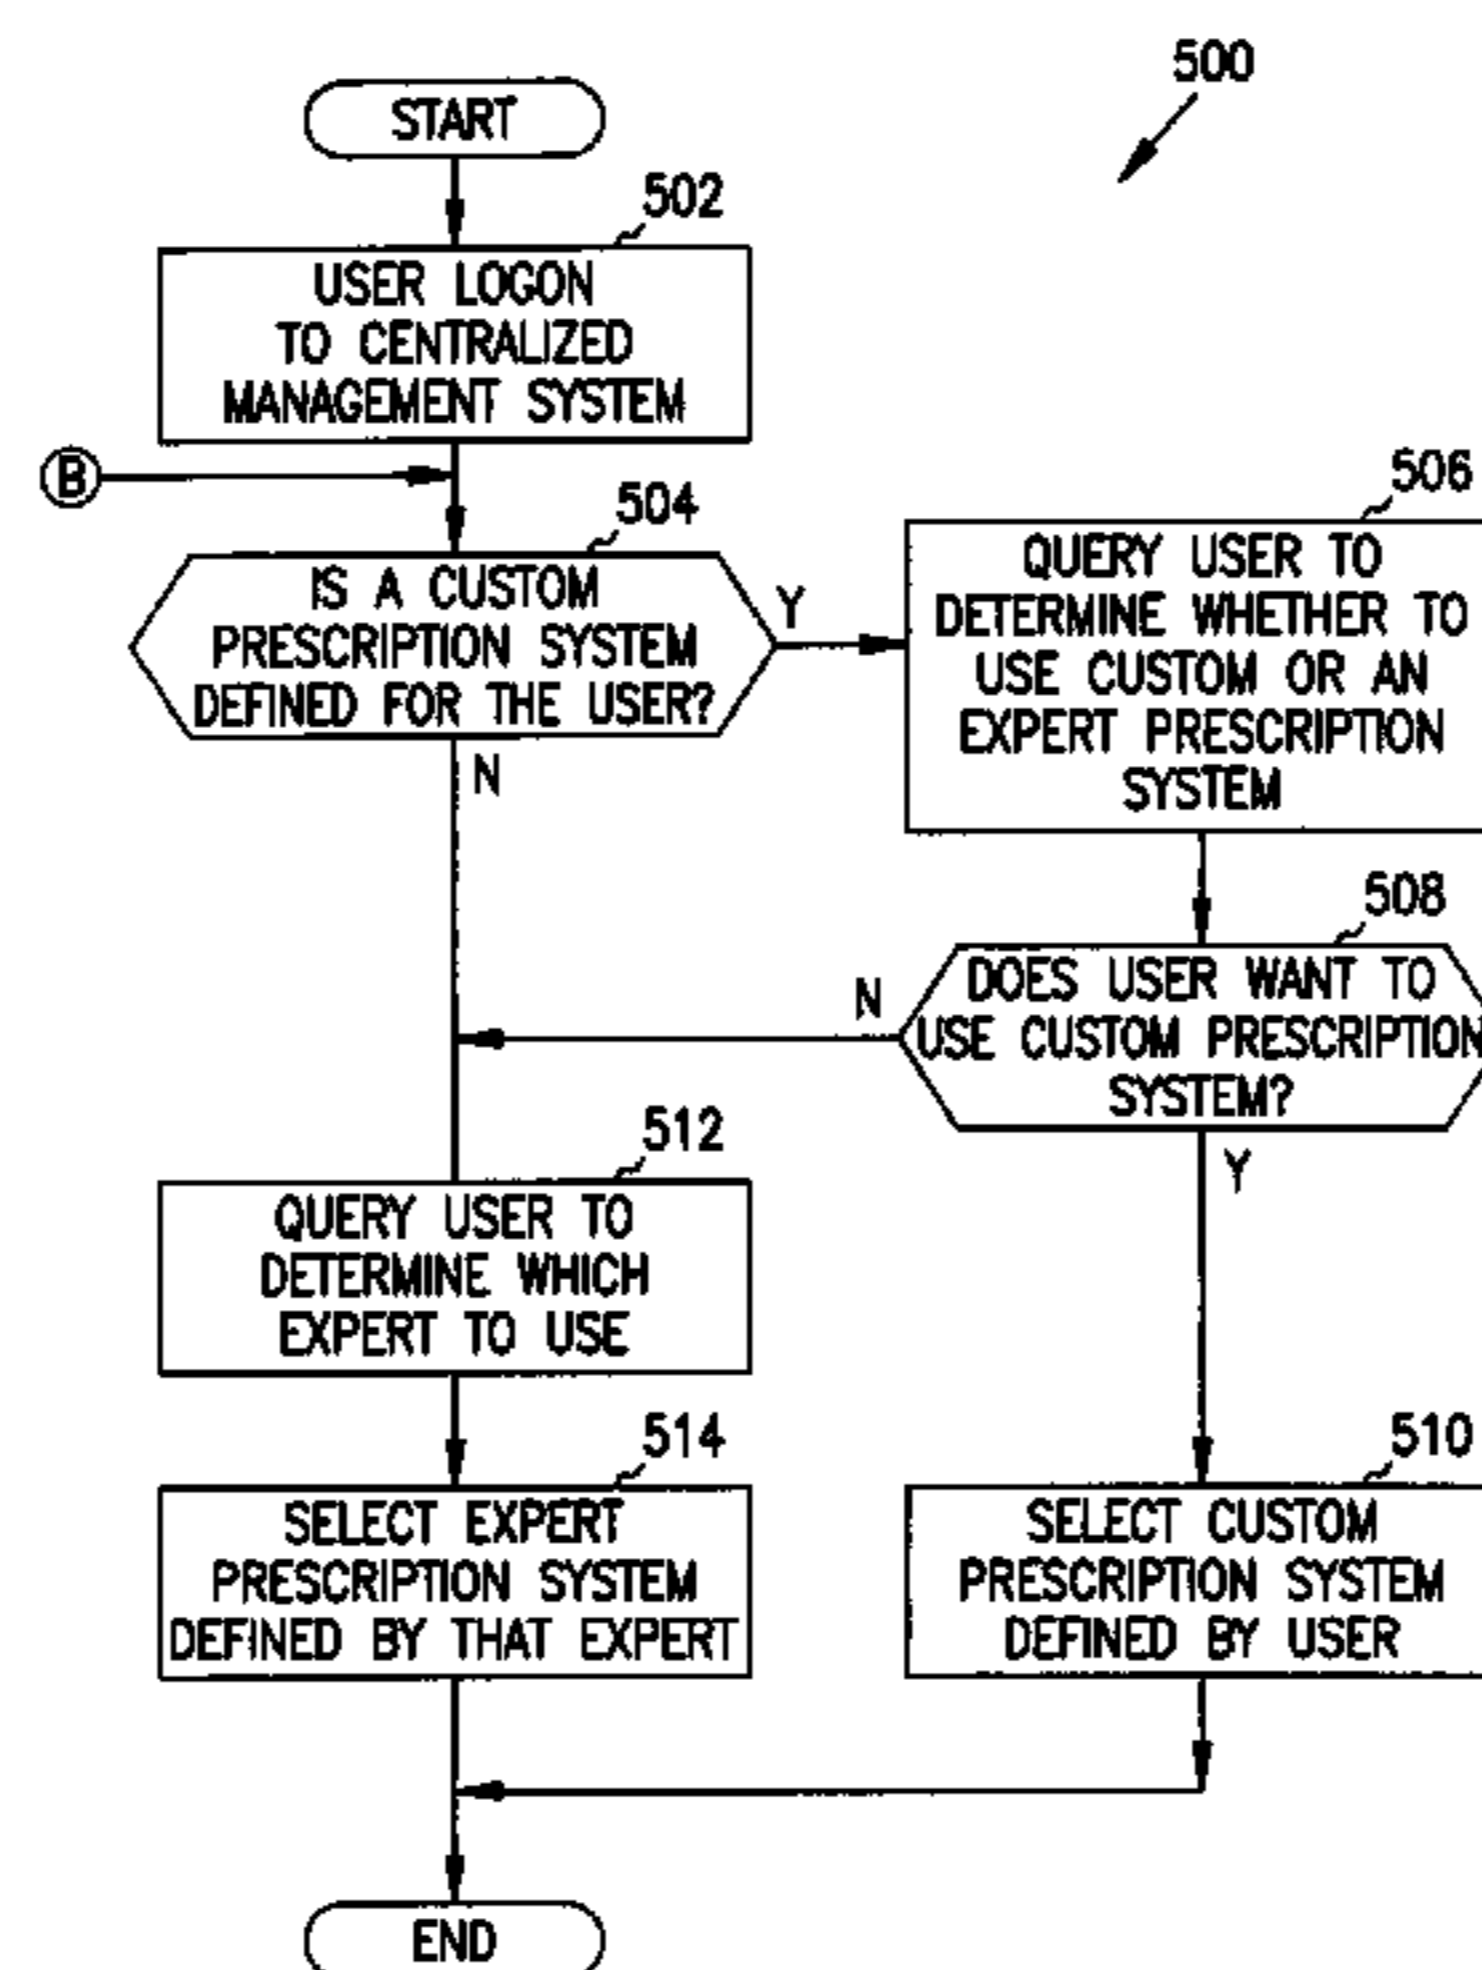 500
START
502
USER LOGON
TO CENTRALIZED
MANAGEMENT SYSTEM
B
504
IS A CUSTOM
PRESCRIPTION SYSTEM
DEFINED FOR THE USER?
Y
N
506
QUERY USER TO
DETERMINE WHETHER TO
USE CUSTOM OR AN
EXPERT PRESCRIPTION
SYSTEM
508
DOES USER WANT TO
USE CUSTOM PRESCRIPTION
SYSTEM?
N
Y
512
QUERY USER TO
DETERMINE WHICH
EXPERT TO USE
514
SELECT EXPERT
PRESCRIPTION SYSTEM
DEFINED BY THAT EXPERT
510
SELECT CUSTOM
PRESCRIPTION SYSTEM
DEFINED BY USER
END